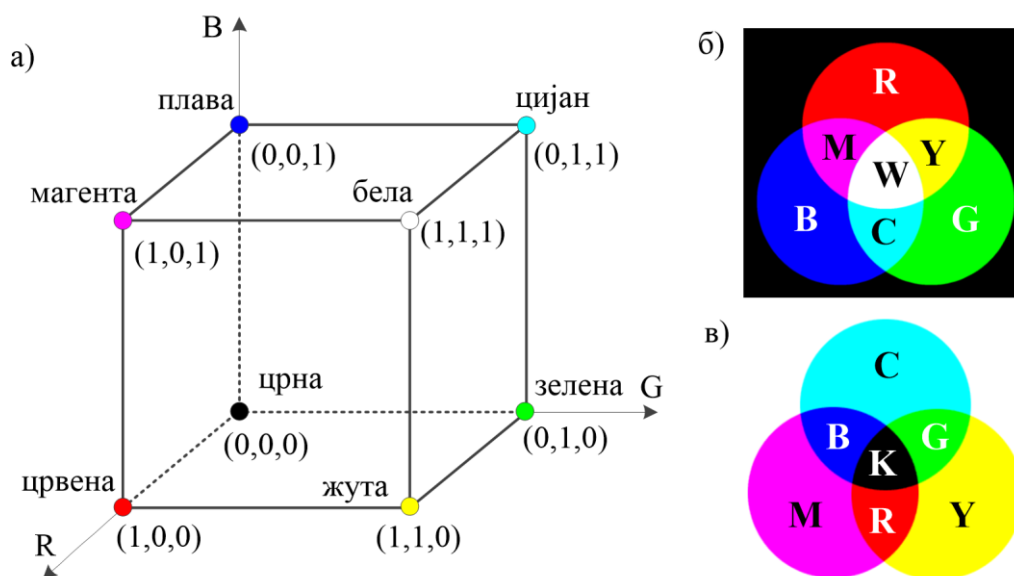 а)
B
плава
(0,0,1)
цијан
(0,1,1)
магента
(1,0,1)
бела
(1,1,1)
црна
(0,0,0)
зелена G
(0,1,0)
црвена
(1,0,0)
R
жута
(1,1,0)
б)
R
M
Y
W
B
C
G
в)
C
B
G
K
M
R
Y